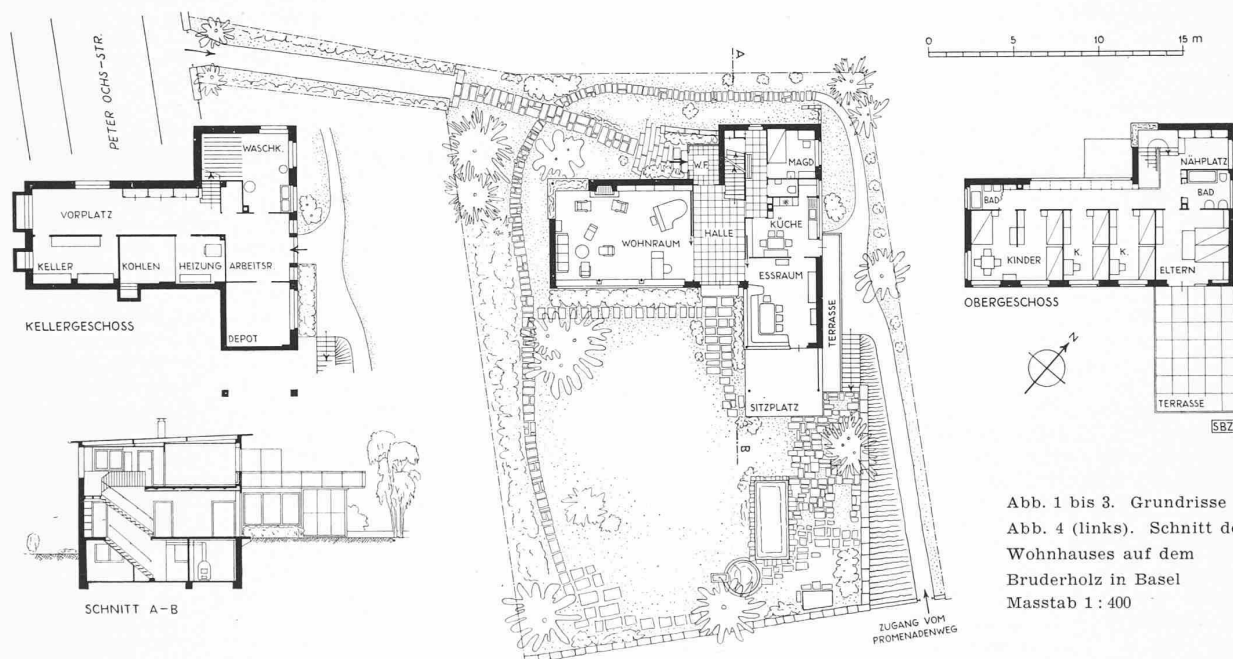 PETER OCHS-STR.
WASCHK.
VORPLATZ
KELLER
KOHLEN
HEIZUNG
ARBEITSR.
DEPOT
KELLERGESCHOSS
SCHNITT A-B
A
W.F.
MAGD
KÜCHE
WOHNRAUM
HALLE
ESSRAUM
TERRASSE
SITZPLATZ
B
ZUGANG VOM
PROMENADENWEG
0 5 10 15 m
NÄHPLATZ
BAD
BAD
KINDER
K.
K.
ELTERN
OBERGESCHOSS
N
TERRASSE
SBZ
Abb. 1 bis 3. Grundrisse
Abb. 4 (links). Schnitt
Wohnhauses auf dem
Bruderholz in Basel
Masstab 1 : 400